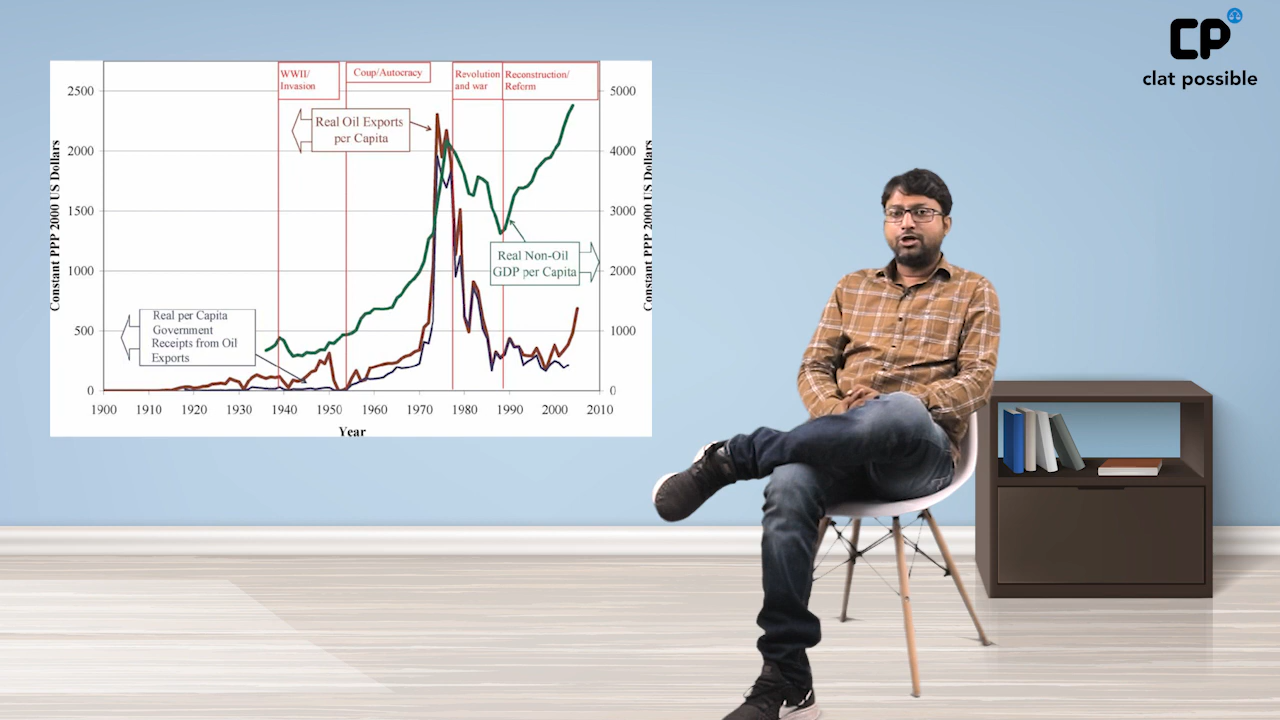 CP
clat possible
WWII/
Invasion
Coup/Autocracy
Revolution
and war
Reconstruction/
Reform
Real Oil Exports
per Capita
Real Non-Oil
GDP per Capita
Real per Capita
Government
Receipts from Oil
Exports
Constant PPP 2000 US Dollars
2500
2000
1500
1000
500
0
Constant PPP 2000 US Dollars
5000
4000
3000
2000
1000
0
1900 1910 1920 1930 1940 1950 1960 1970 1980 1990 2000 2010
Year